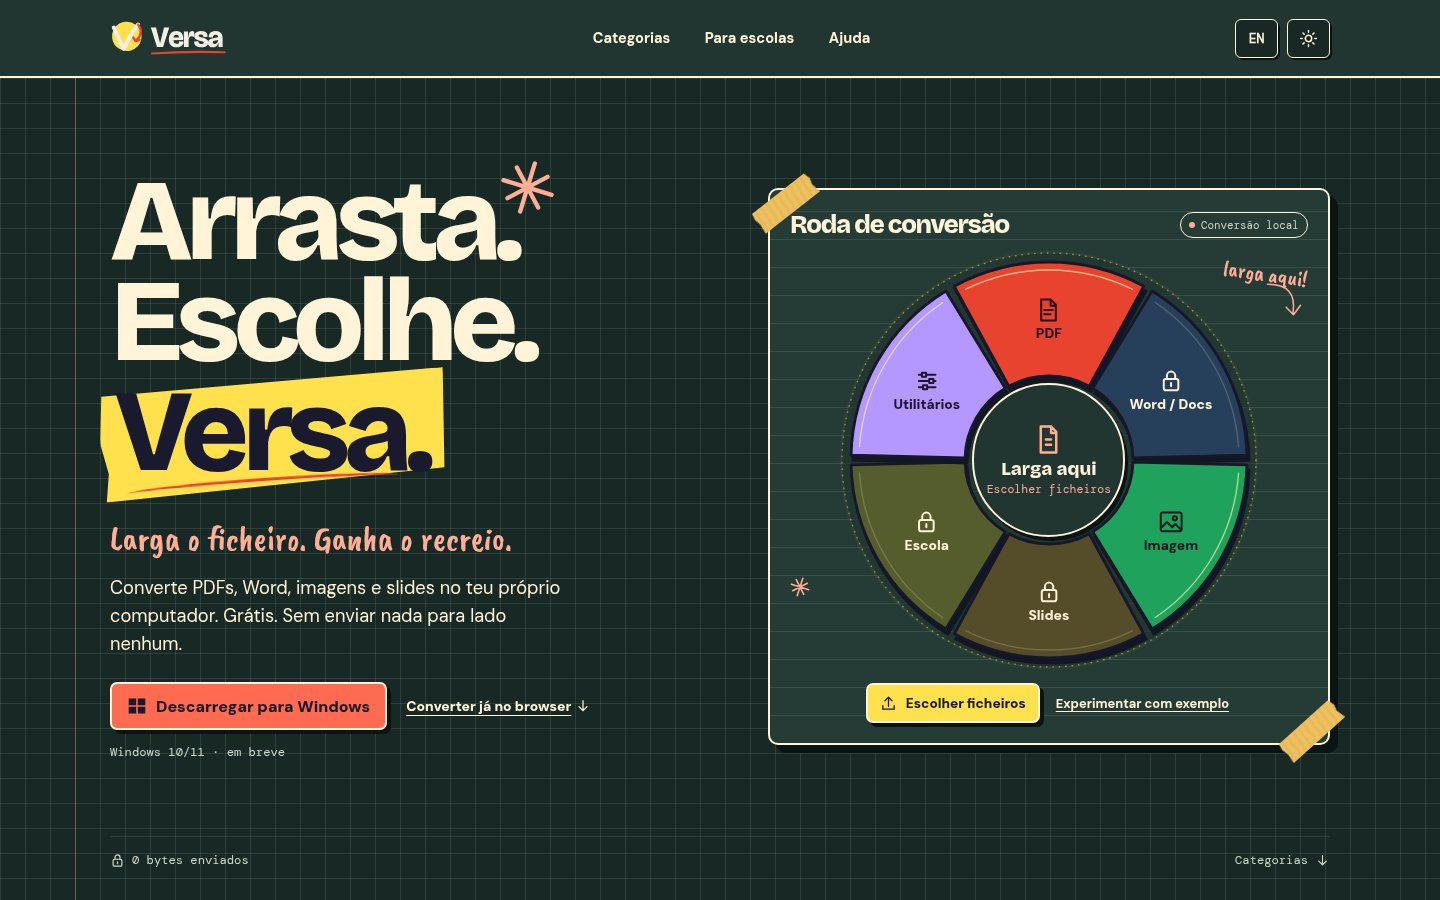 Versa
Categorias
Para escolas
Ajuda
EN
Arrasta.
Escolhe.
Versa.
Larga o ficheiro. Ganha o recreio.
Converte PDFs, Word, imagens e slides no teu próprio
computador. Grátis. Sem enviar nada para lado
nenhum.
Descarregar para Windows
Converter já no browser ↓
Windows 10/11 · em breve
Roda de conversão
Conversão local
larga aqui!
PDF
Utilitários
Word / Docs
Larga aqui
Escolher ficheiros
Escola
Imagem
Slides
Escolher ficheiros
Experimentar com exemplo
0 bytes enviados
Categorias ↓